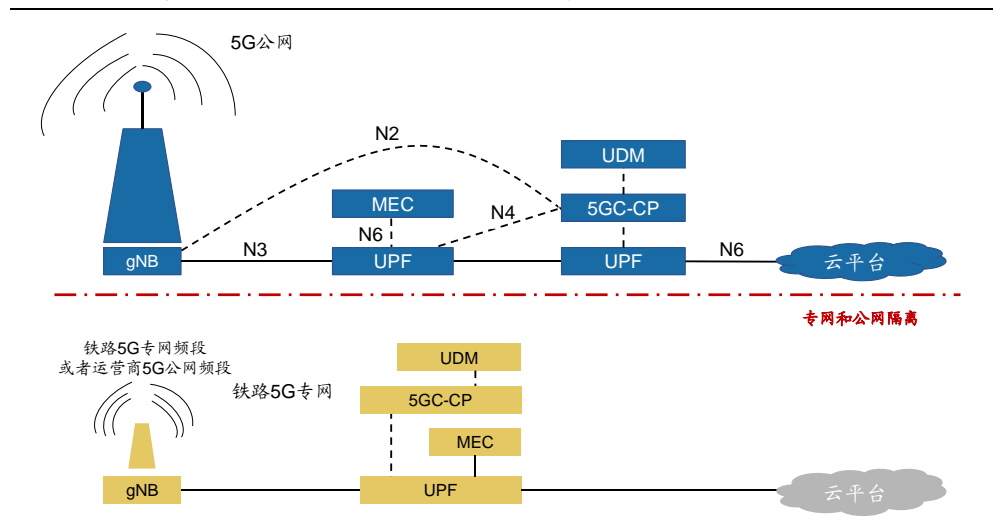 5G公网
N2
UDM
MEC
5GC-CP
N4
N6
gNB
N3
UPF
UPF
N6
云平台
专网和公网隔离
铁路5G专网频段
或者运营商5G公网频段
铁路5G专网
UDM
5GC-CP
MEC
gNB
UPF
云平台